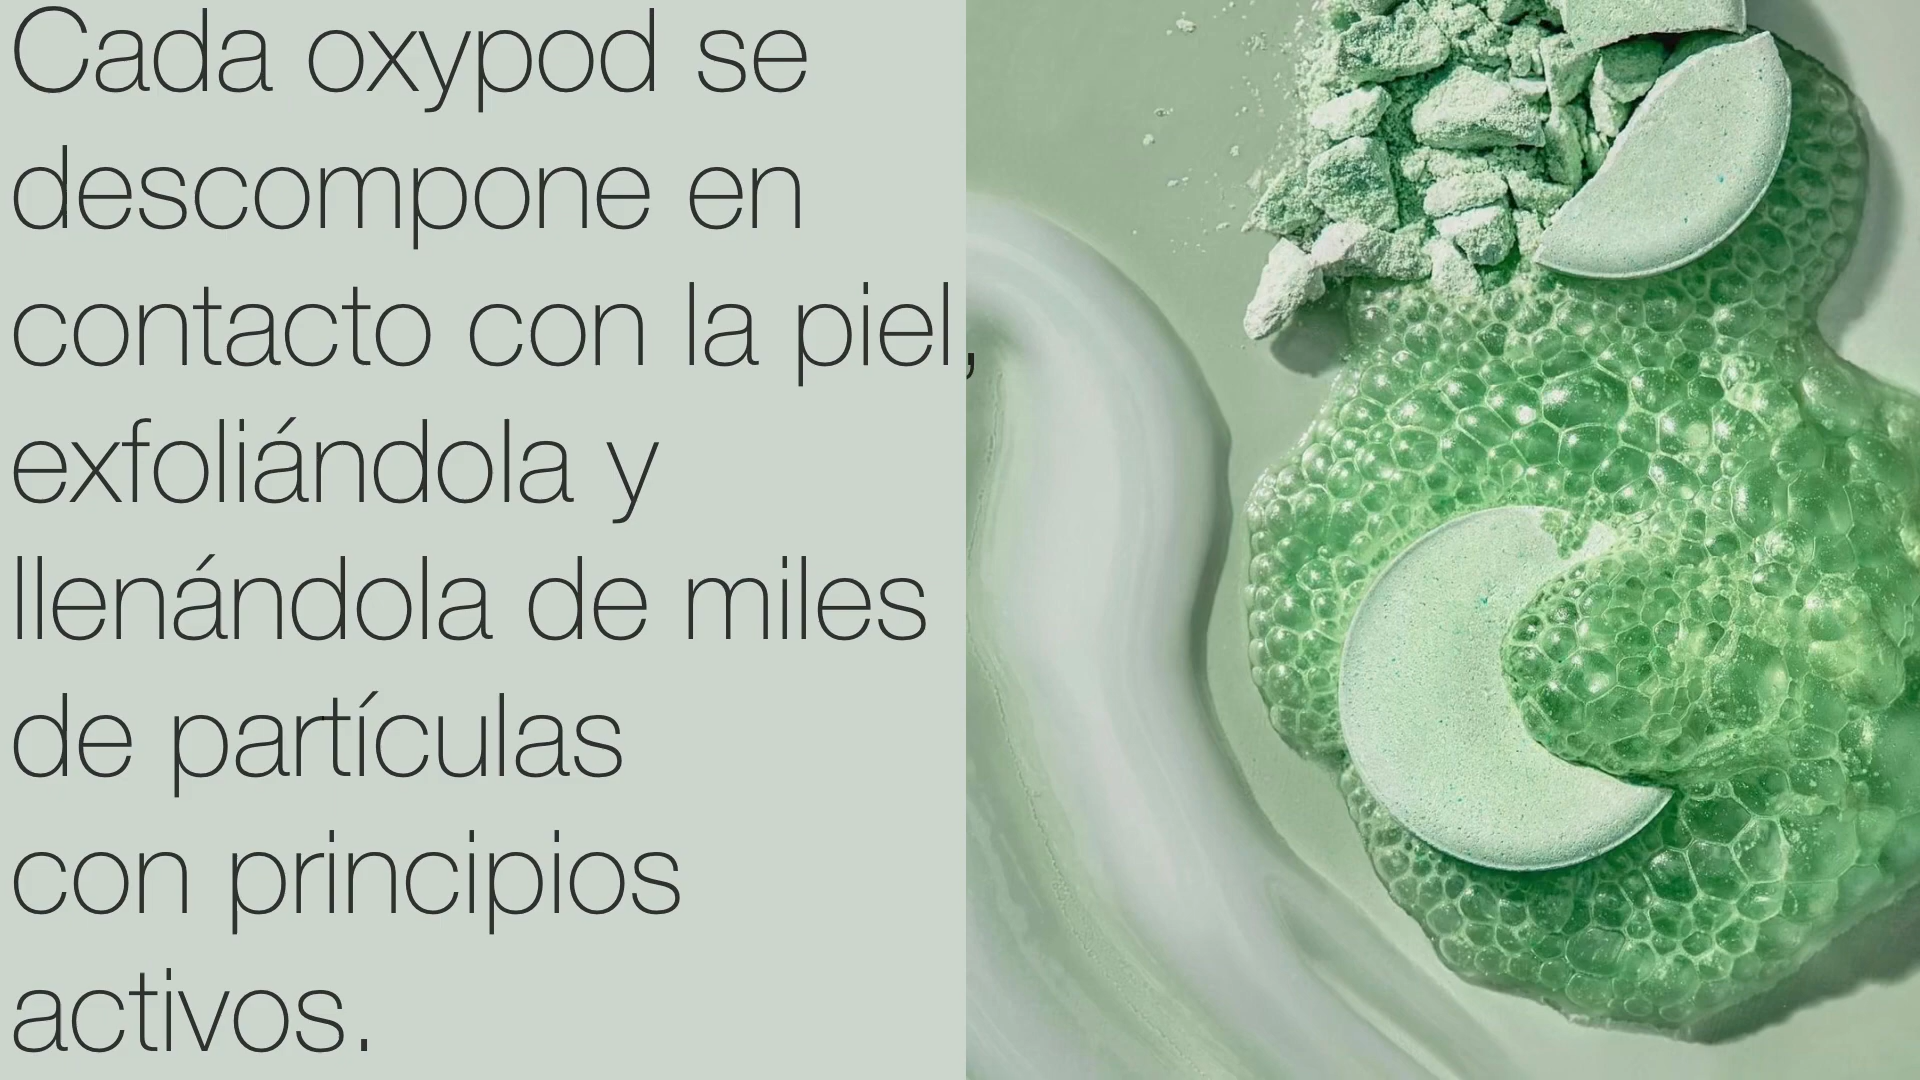 Cada oxypod se
descompone en
contacto con la piel,
exfoliándola y
llenándola de miles
de partículas
con principios
activos.